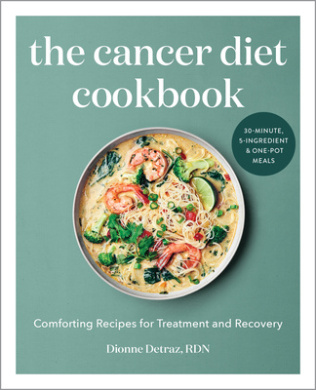 the cancer diet
cookbook
30-MINUTE,
5-INGREDIENT
& ONE-POT
MEALS
Comforting Recipes for Treatment and Recovery
Dionne Detraz, RDN